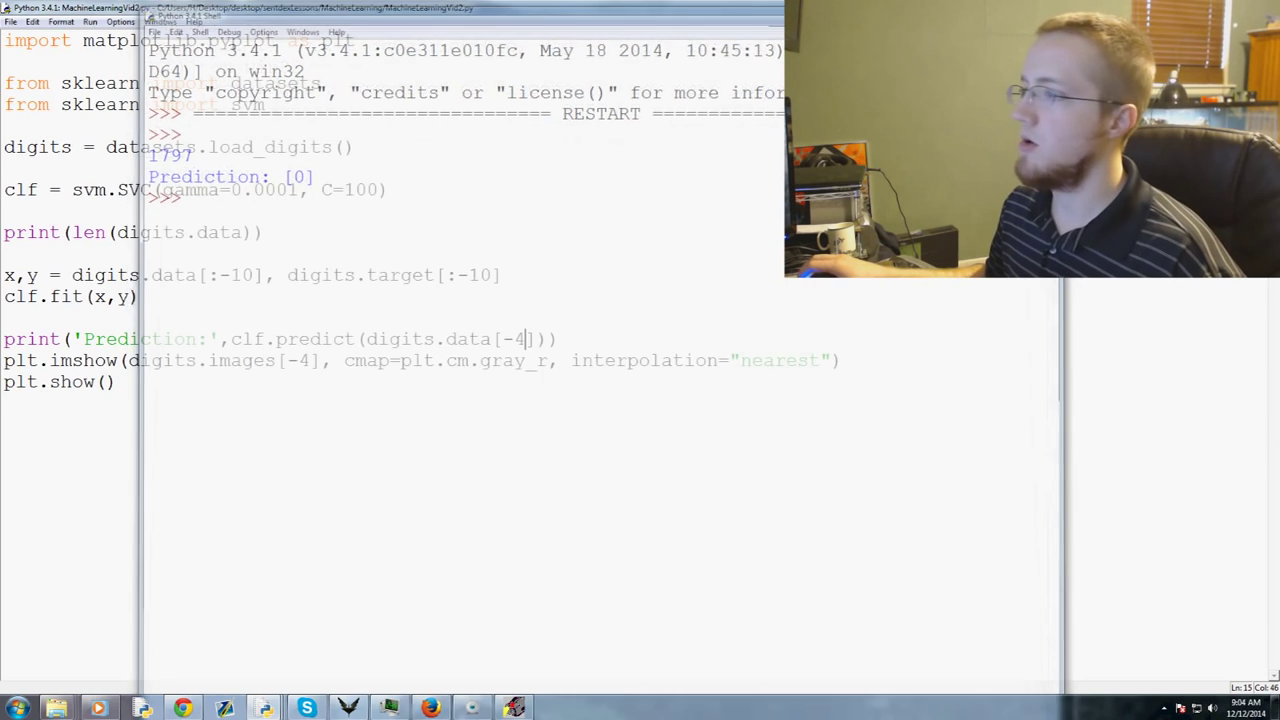 Python 3.4.1: MachineLearningVid2.py - C:/Users/H/Desktop/desktop/sentdexLessons/MachineLearning/MachineLearningVid2.py
Python 3.4.1 Shell
File Edit Format Run Options Windows Help
File Edit Shell Debug Options Windows Help
import matplotlib.pyplot as plt
Python 3.4.1 (v3.4.1:c0e311e010fc, May 18 2014, 10:45:13)
D64)] on win32
from sklearn import datasets
Type "copyright", "credits" or "license()" for more infor
from sklearn import svm
>>> ================================ RESTART ============
>>>
digits = datasets.load_digits()
1797
Prediction: [0]
clf = svm.SVC(gamma=0.0001, C=100)
>>>
print(len(digits.data))
x,y = digits.data[:-10], digits.target[:-10]
clf.fit(x,y)
print('Prediction:',clf.predict(digits.data[-4]))
plt.imshow(digits.images[-4], cmap=plt.cm.gray_r, interpolation="nearest")
plt.show()
Ln: 15 Col: 46
9:04 AM
12/12/2014